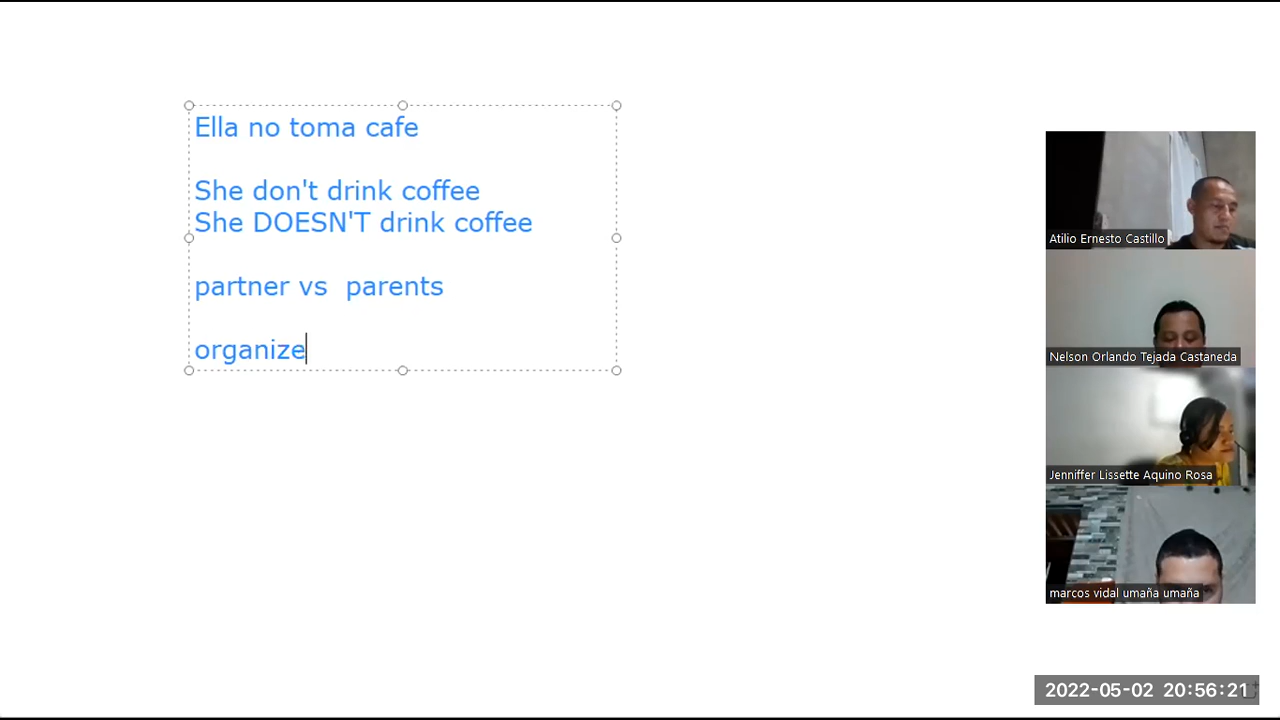 Ella no toma cafe
She don't drink coffee
She DOESN'T drink coffee
partner vs  parents
organize
Atilio Ernesto Castillo
Nelson Orlando Tejada Castaneda
Jenniffer Lissette Aquino Rosa
marcos vidal umaña umaña
2022-05-02 20:56:21